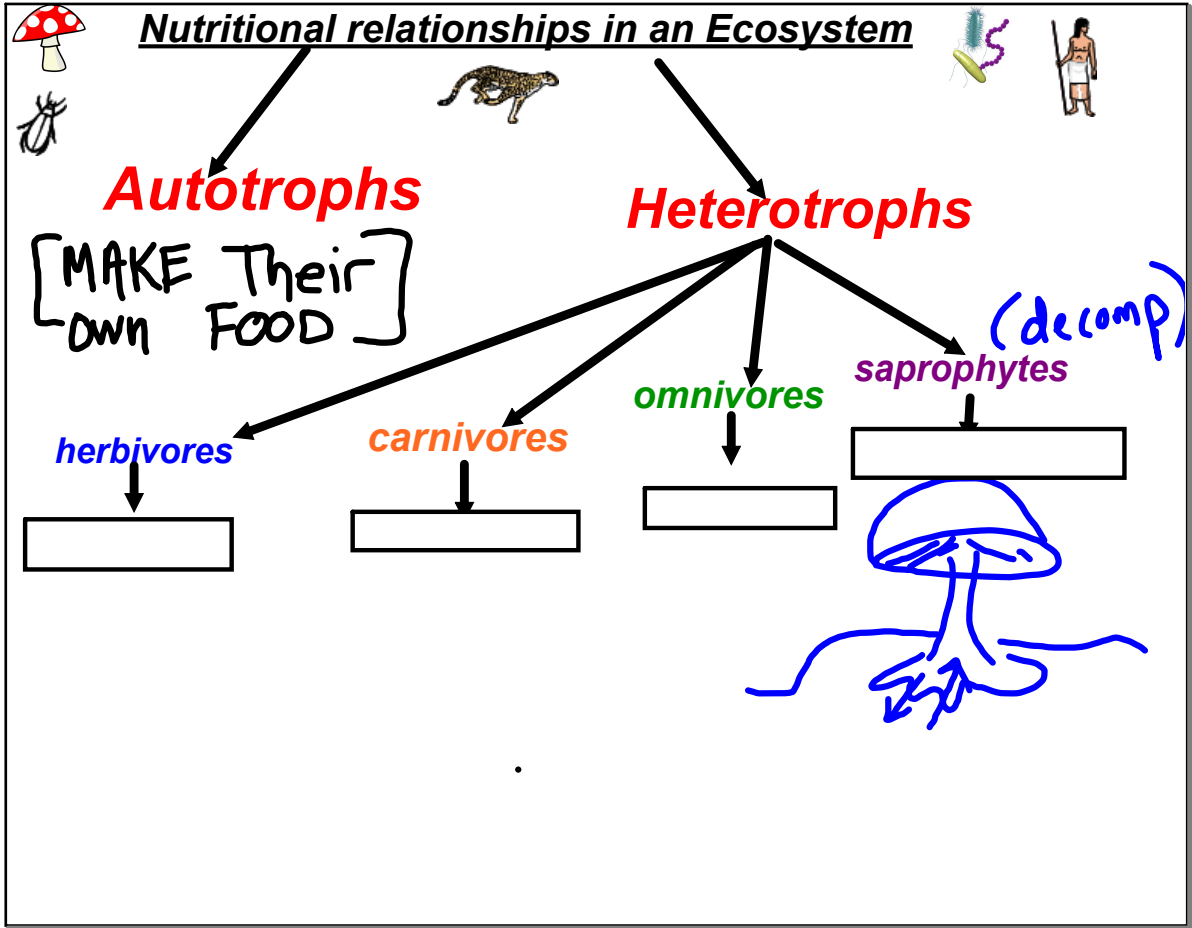 Nutritional relationships in an Ecosystem
Autotrophs
Heterotrophs
[MAKE Their
own FOOD]
(decomp)
saprophytes
omnivores
carnivores
herbivores